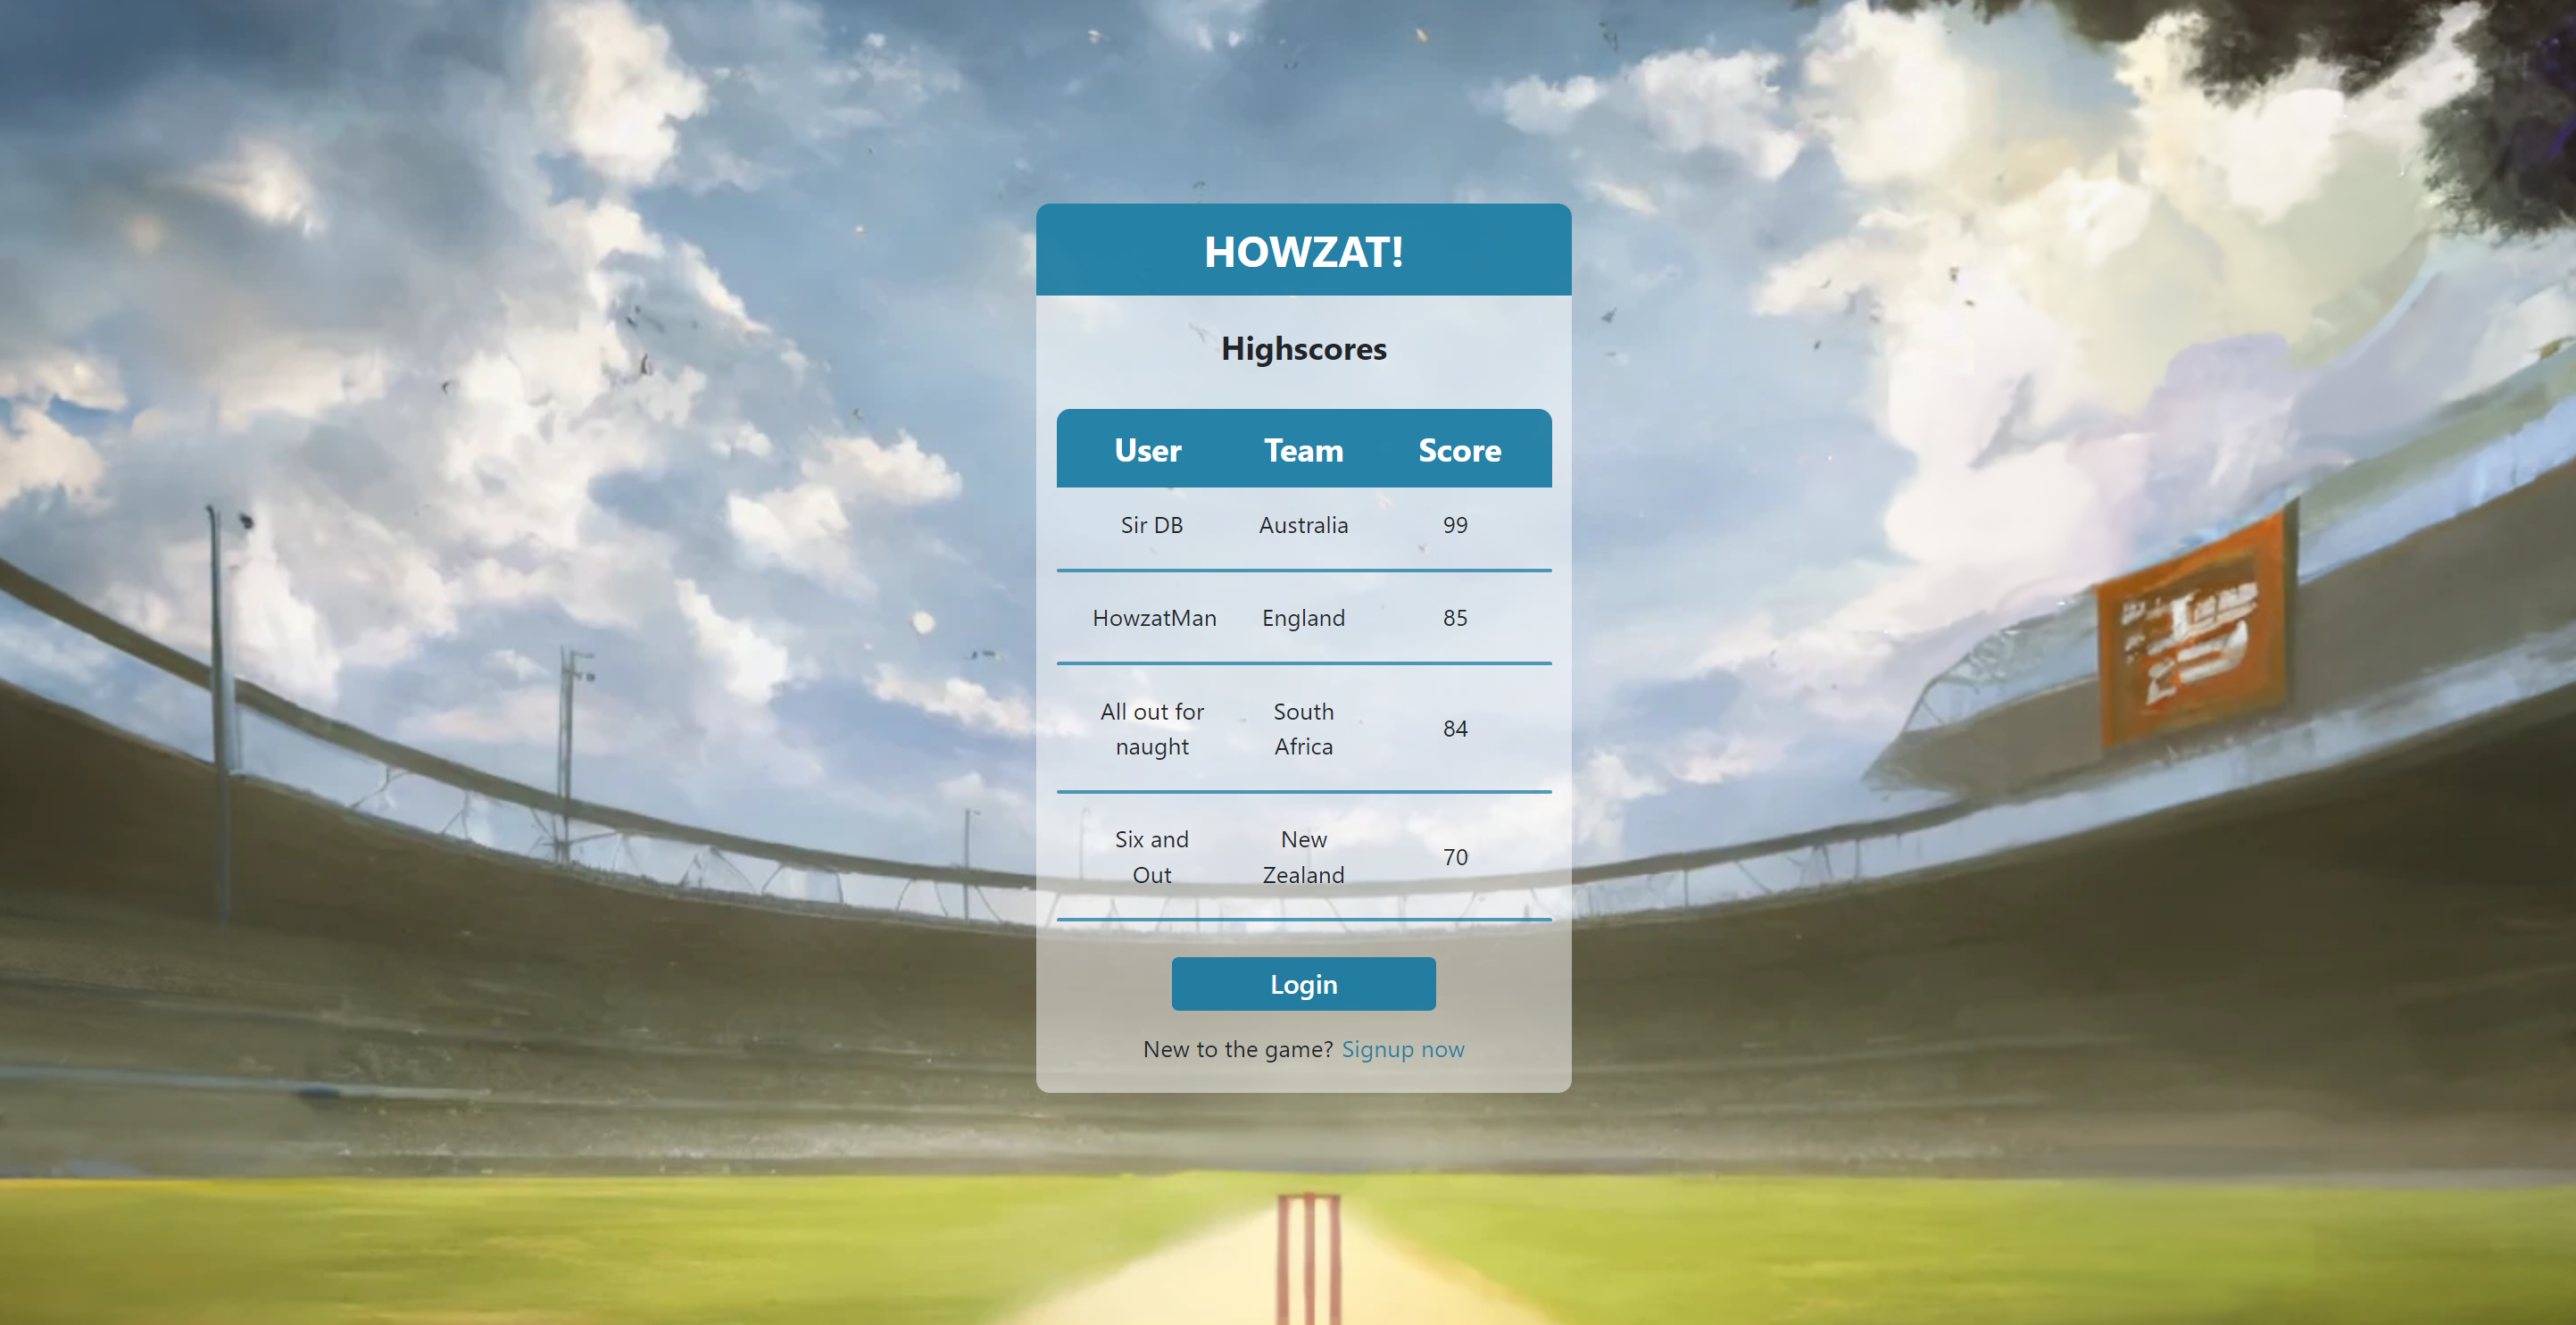 HOWZAT!
Highscores
User Team Score
Sir DB Australia 99
HowzatMan England 85
All out for naught South Africa 84
Six and Out New Zealand 70
Login
New to the game? Signup now